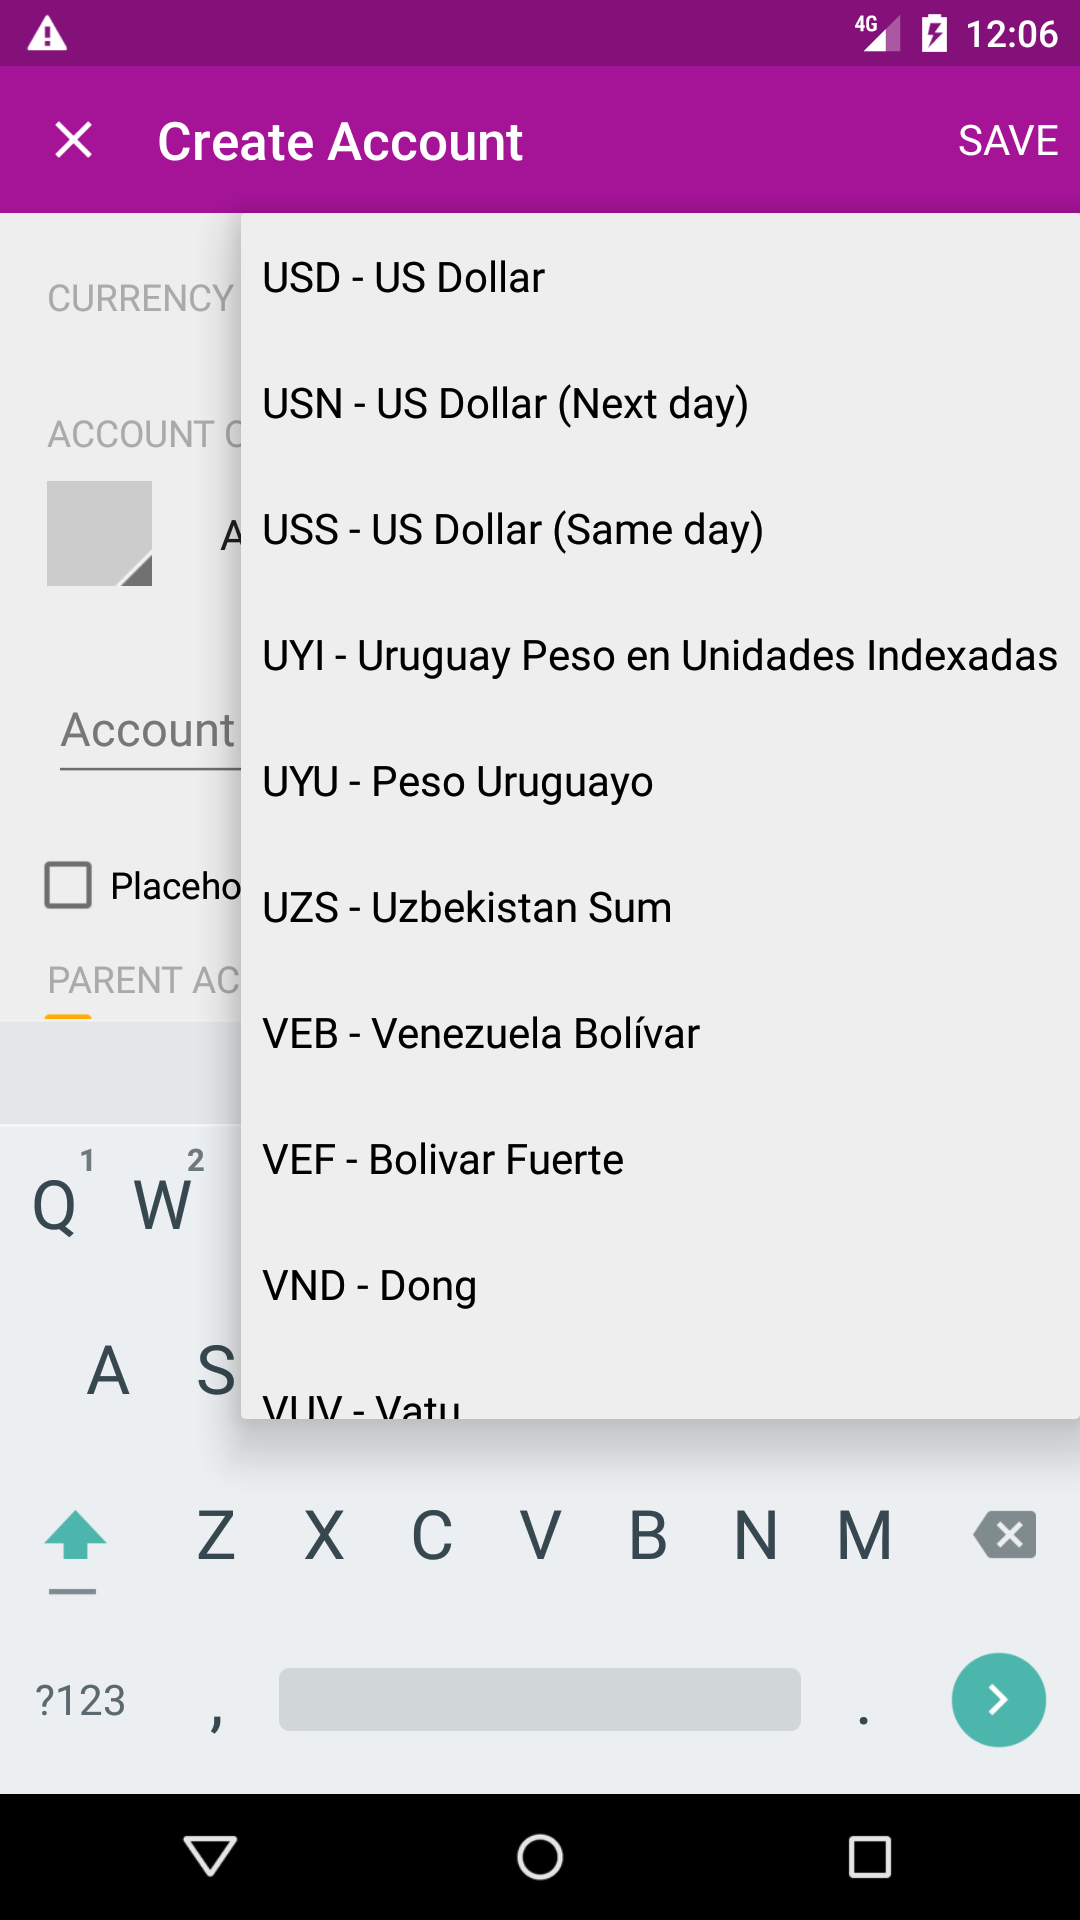 4G 12:06
Create Account SAVE
CURRENCY
ACCOUNT
USD - US Dollar
USN - US Dollar (Next day)
USS - US Dollar (Same day)
UYI - Uruguay Peso en Unidades Indexadas
UYU - Peso Uruguayo
UZS - Uzbekistan Sum
VEB - Venezuela Bolívar
VEF - Bolivar Fuerte
VND - Dong
VUV - Vatu
A
Account
Placeho
PARENT AC
1 2
Q W
A S
Z X C V B N M
?123 , .